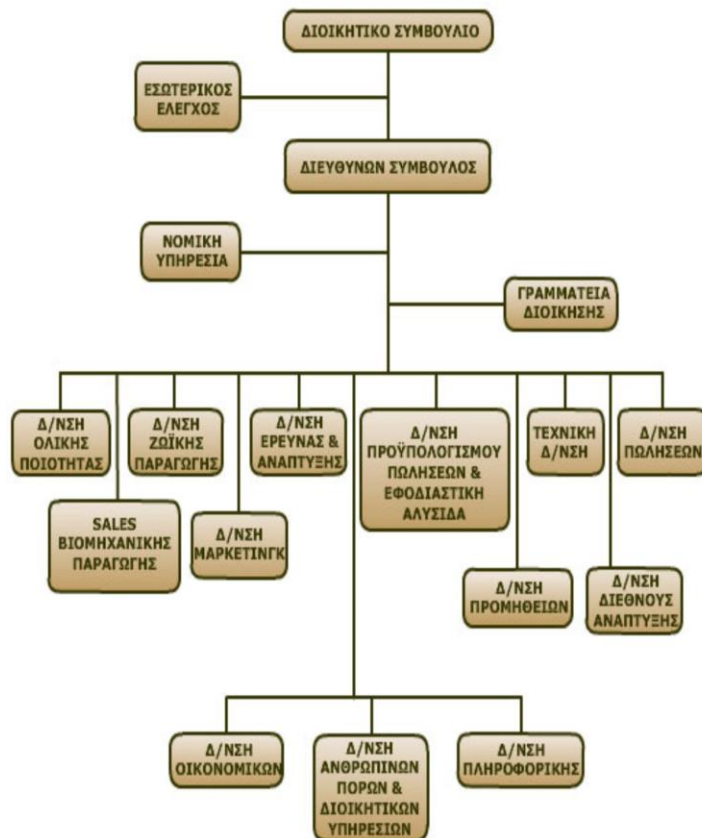 ΔΙΟΙΚΗΤΙΚΟ ΣΥΜΒΟΥΛΙΟ
ΕΣΩΤΕΡΙΚΟΣ
ΕΛΕΓΧΟΣ
ΔΙΕΥΘΥΝΩΝ ΣΥΜΒΟΥΛΟΣ
ΝΟΜΙΚΗ
ΥΠΗΡΕΣΙΑ
ΓΡΑΜΜΑΤΕΙΑ
ΔΙΟΙΚΗΣΗΣ
Δ/ΝΣΗ
ΟΛΙΚΗΣ
ΠΟΙΟΤΗΤΑΣ
SALES
ΒΙΟΜΗΧΑΝΙΚΗΣ
ΠΑΡΑΓΩΓΗΣ
Δ/ΝΣΗ
ΖΩΪΚΗΣ
ΠΑΡΑΓΩΓΗΣ
Δ/ΝΣΗ
ΜΑΡΚΕΤΙΝΓΚ
Δ/ΝΣΗ
ΕΡΕΥΝΑΣ &
ΑΝΑΠΤΥΞΗΣ
Δ/ΝΣΗ
ΠΡΟΫΠΟΛΟΓΙΣΜΟΥ
ΠΩΛΗΣΕΩΝ &
ΕΦΟΔΙΑΣΤΙΚΗ
ΑΛΥΣΙΔΑ
Δ/ΝΣΗ
ΠΡΟΜΗΘΕΙΩΝ
ΤΕΧΝΙΚΗ
Δ/ΝΣΗ
Δ/ΝΣΗ
ΔΙΕΘΝΟΥΣ
ΑΝΑΠΤΥΞΗΣ
Δ/ΝΣΗ
ΠΩΛΗΣΕΩΝ
Δ/ΝΣΗ
ΟΙΚΟΝΟΜΙΚΩΝ
Δ/ΝΣΗ
ΑΝΘΡΩΠΙΝΩΝ
ΠΟΡΩΝ &
ΔΙΟΙΚΗΤΙΚΩΝ
ΥΠΗΡΕΣΙΩΝ
Δ/ΝΣΗ
ΠΛΗΡΟΦΟΡΙΚΗΣ